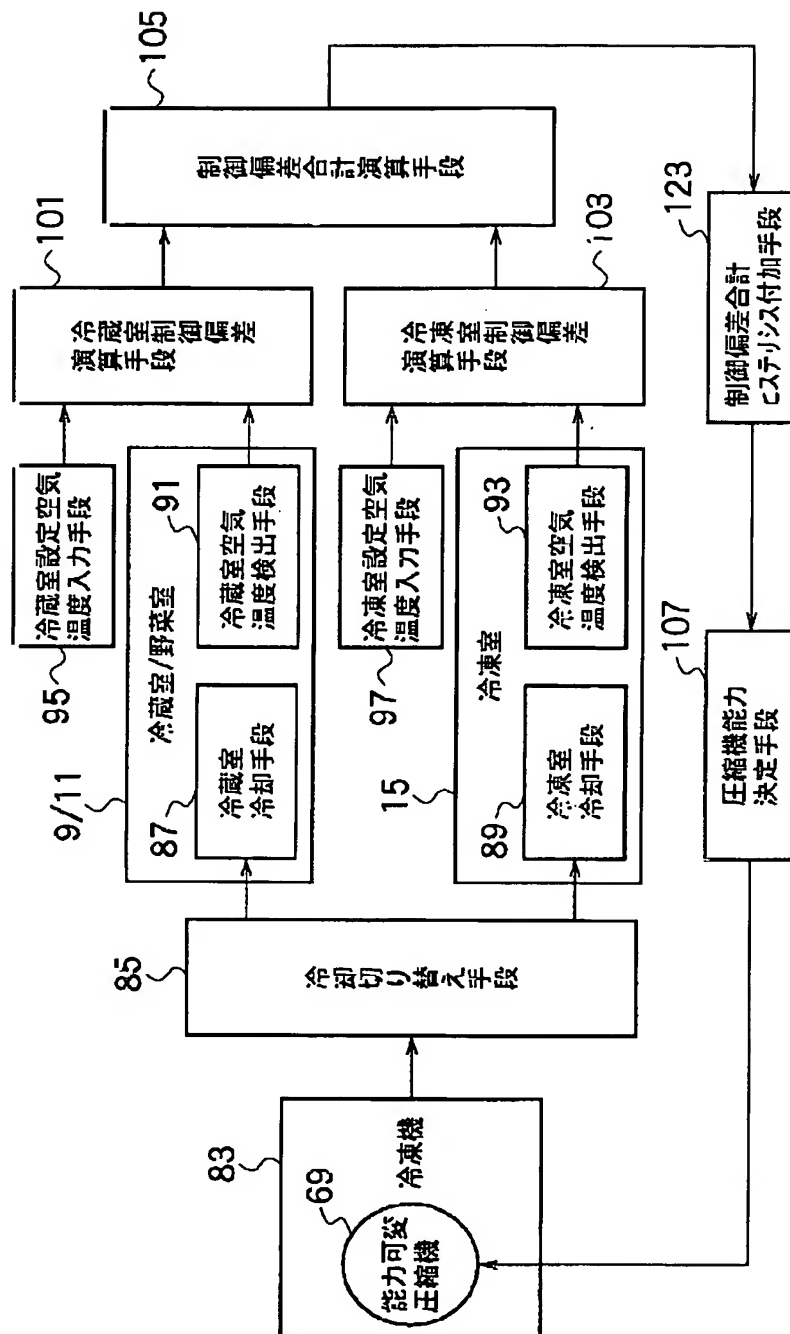 83
69
能力可変
圧縮機
冷凍機
85
冷却切り替え手段
9/11
冷蔵室/野菜室
87
冷蔵室
冷却手段
91
冷蔵室空気
温度検出手段
95
冷蔵室設定空気
温度入力手段
15
冷凍室
89
冷凍室
冷却手段
93
冷凍室空気
温度検出手段
97
冷凍室設定空気
温度入力手段
101
冷蔵室制御偏差
演算手段
103
冷凍室制御偏差
演算手段
105
制御偏差合計演算手段
123
制御偏差合計
ヒステリシス付加手段
107
圧縮機能力
決定手段